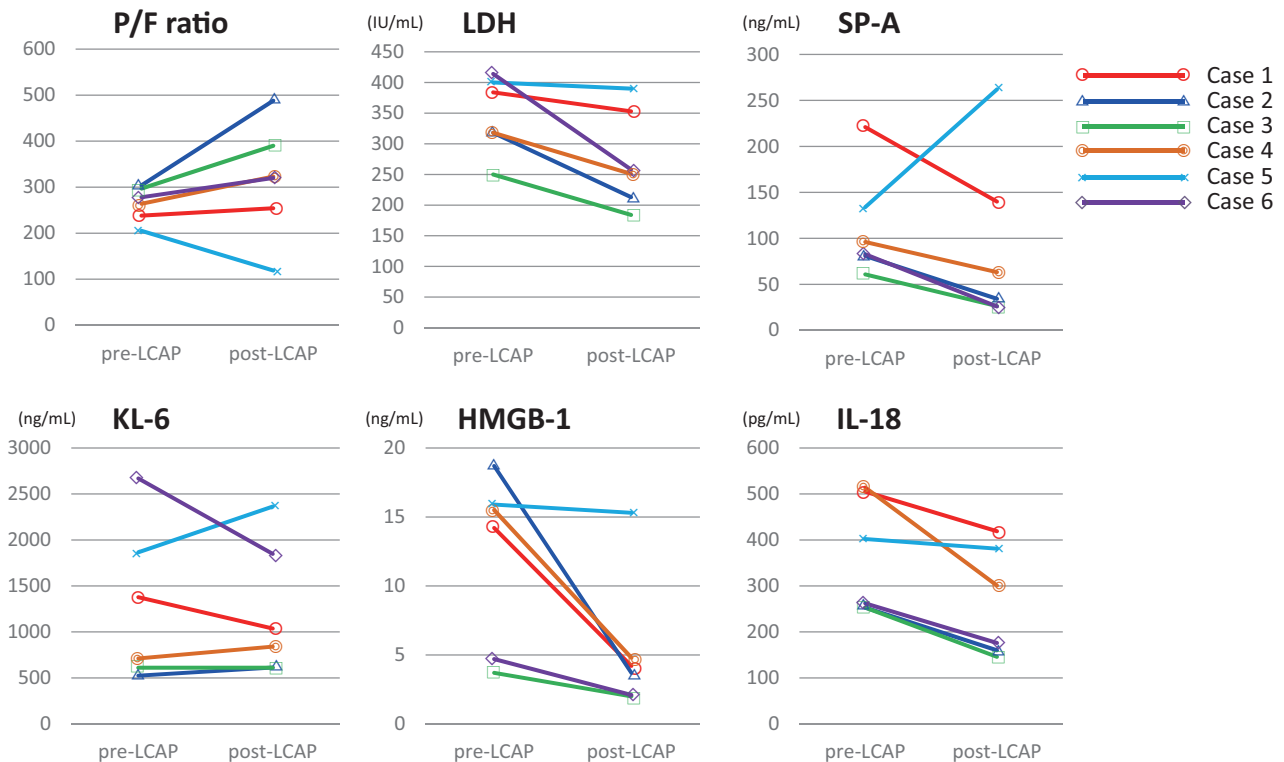 P/F ratio
600
500
400
300
200
100
0
pre-LCAP post-LCAP
(IU/mL) LDH
450
400
350
300
250
200
150
100
50
0
pre-LCAP post-LCAP
(ng/mL) SP-A
300
250
200
150
100
50
0
pre-LCAP post-LCAP
Case 1
Case 2
Case 3
Case 4
Case 5
Case 6
(ng/mL) KL-6
3000
2500
2000
1500
1000
500
0
pre-LCAP post-LCAP
(ng/mL) HMGB-1
20
15
10
5
0
pre-LCAP post-LCAP
(pg/mL) IL-18
600
500
400
300
200
100
0
pre-LCAP post-LCAP